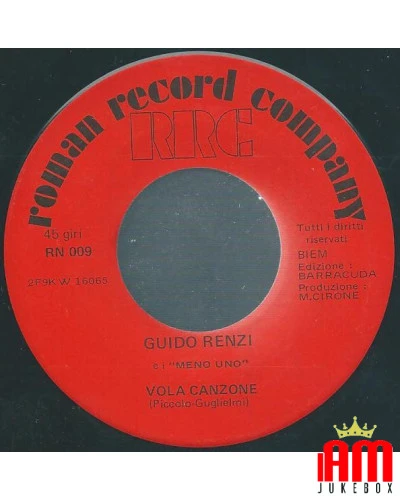 roman record company
RRC
45 giri
RN 009
2F9K.W 16065
Tutti i diritti
riservati
BIEM
Edizione :
BARRACUDA
Produzione :
M.CIRONE
GUIDO RENZI
e i "MENO UNO"
VOLA CANZONE
(Piccolo-Guglielmi)
IAM
JUKEBOX